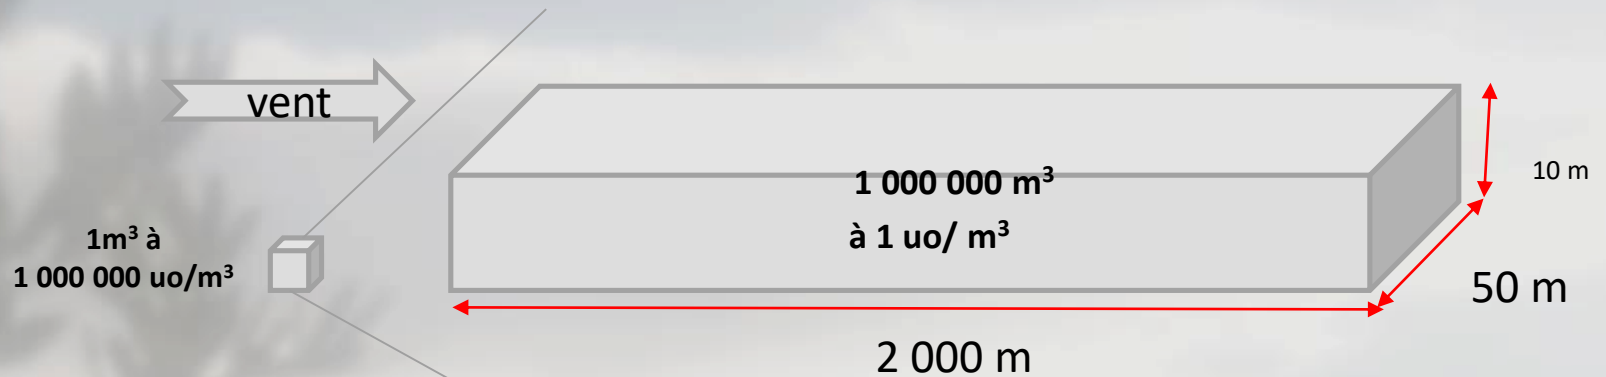 vent
1 000 000 m³
à 1 uo/ m³
10 m
1m³ à
1 000 000 uo/m³
50 m
2 000 m